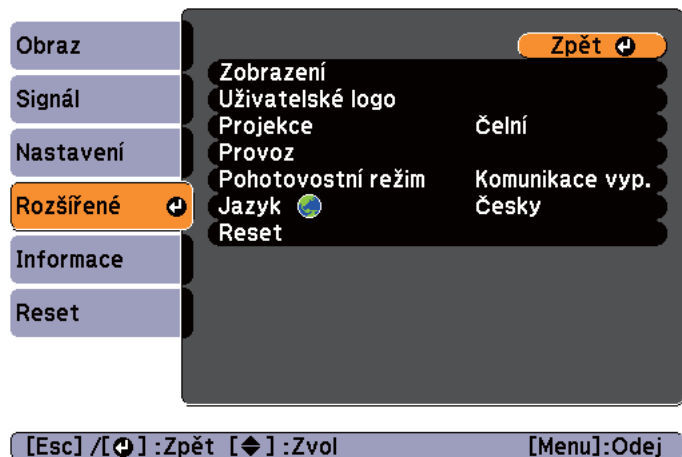 Obraz
Signál
Nastavení
Rozšířené
Informace
Reset
Zpět
Zobrazení
Uživatelské logo
Projekce Čelní
Provoz
Pohotovostní režim Komunikace vyp.
Jazyk Česky
Reset
[Esc] /[ ] :Zpět [ ] :Zvol [Menu]:Odej